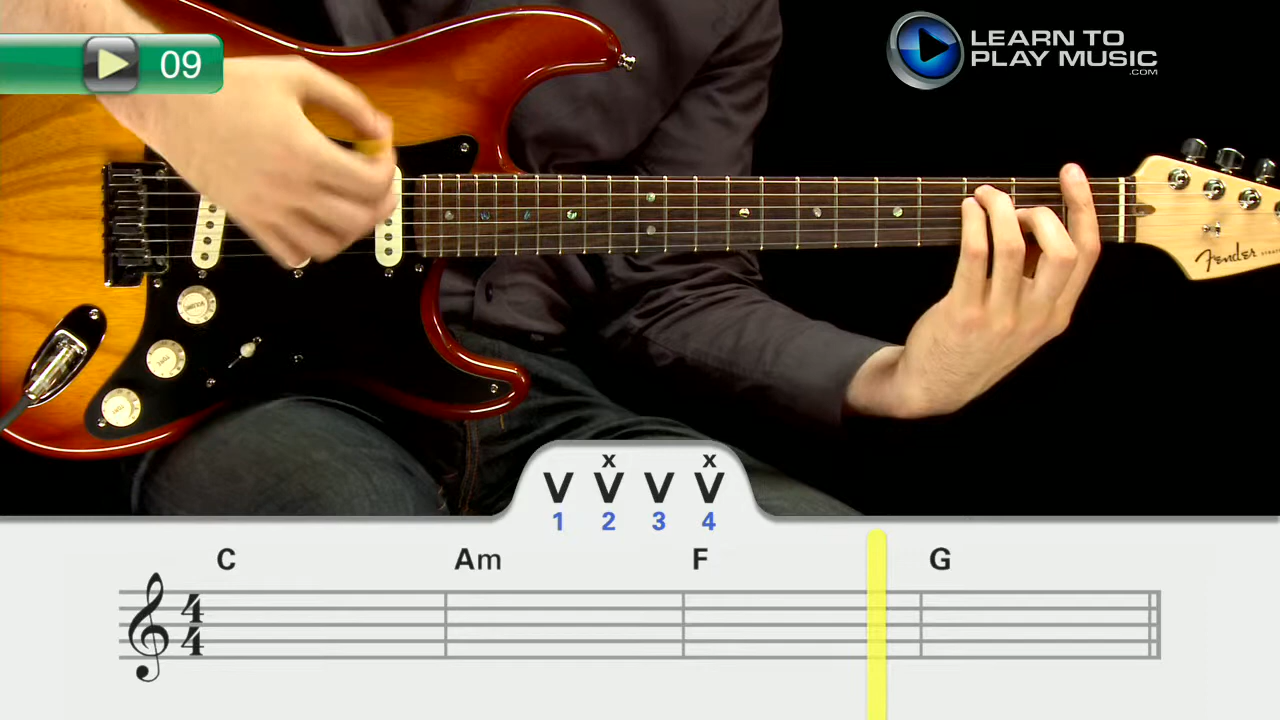 09
LEARN TO
PLAY MUSIC
.COM
Fender
x x
V V V V
1 2 3 4
C Am F G
4
4